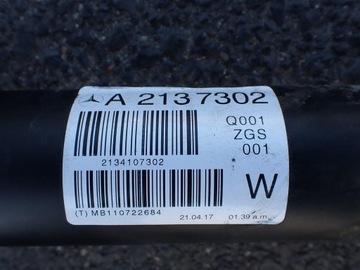 A 2137302
Q001
ZGS
001
2134107302
W
(T) MB110722684
21.04.17 01:39 a.m.